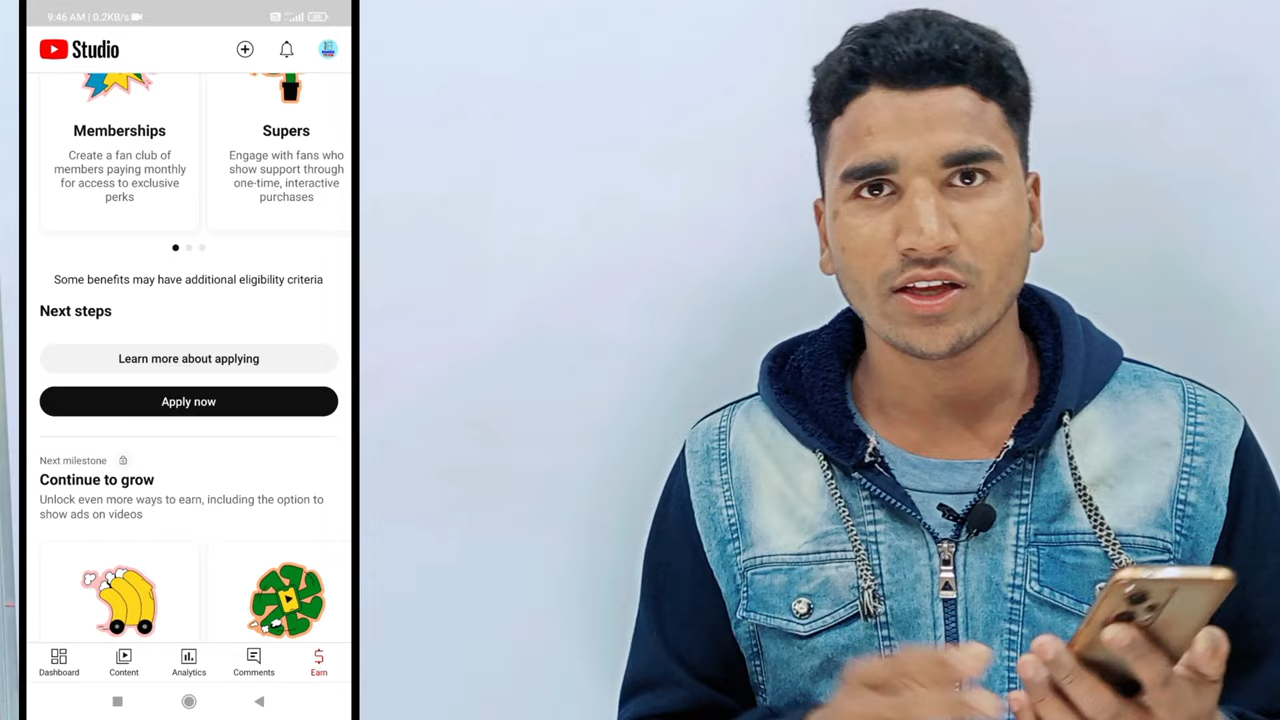 9:46 AM | 0.2KB/s
Studio
Memberships
Supers
Create a fan club of
members paying monthly
for access to exclusive
perks
Engage with fans who
show support through
one-time, interactive
purchases
Some benefits may have additional eligibility criteria
Next steps
Learn more about applying
Apply now
Next milestone
Continue to grow
Unlock even more ways to earn, including the option to
show ads on videos
Dashboard
Content
Analytics
Comments
Earn